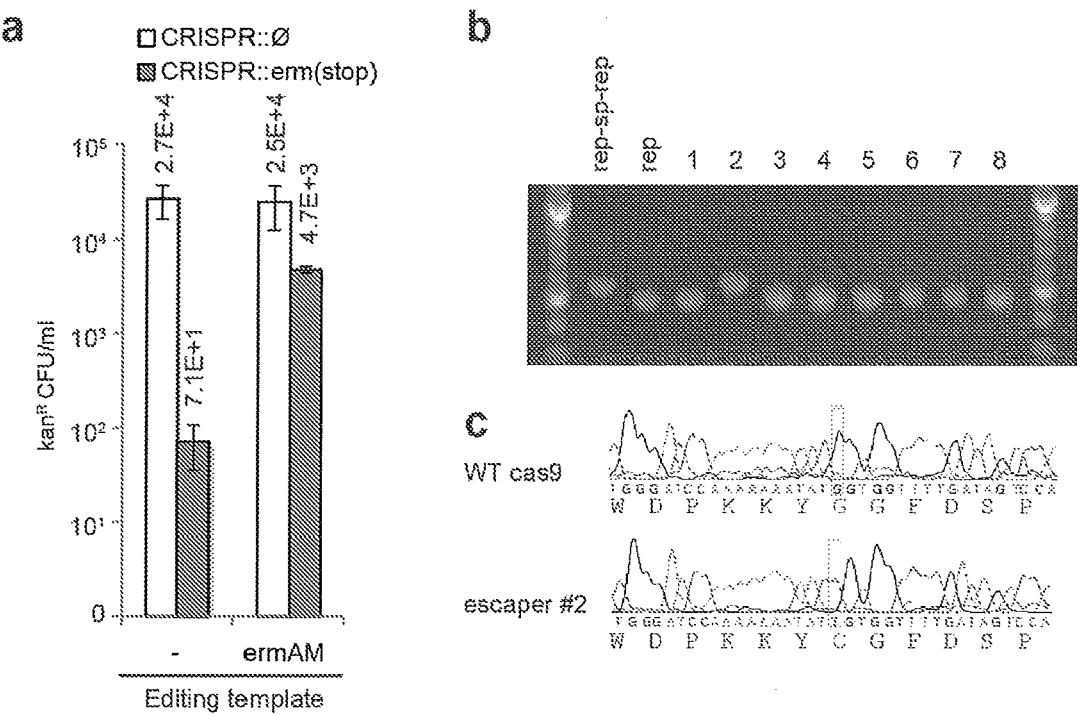 a
CRISPR::Ø
CRISPR::erm(stop)
kanR CFU/ml
10⁵
10⁴
10³
10²
10¹
0
2.7E+4
7.1E+1
2.5E+4
4.7E+3
- ermAM
Editing template
b
rep-sp-rep rep 1 2 3 4 5 6 7 8
c
WT cas9
W D P K K Y G G F D S P
escaper #2
W D P K K Y C G F D S P